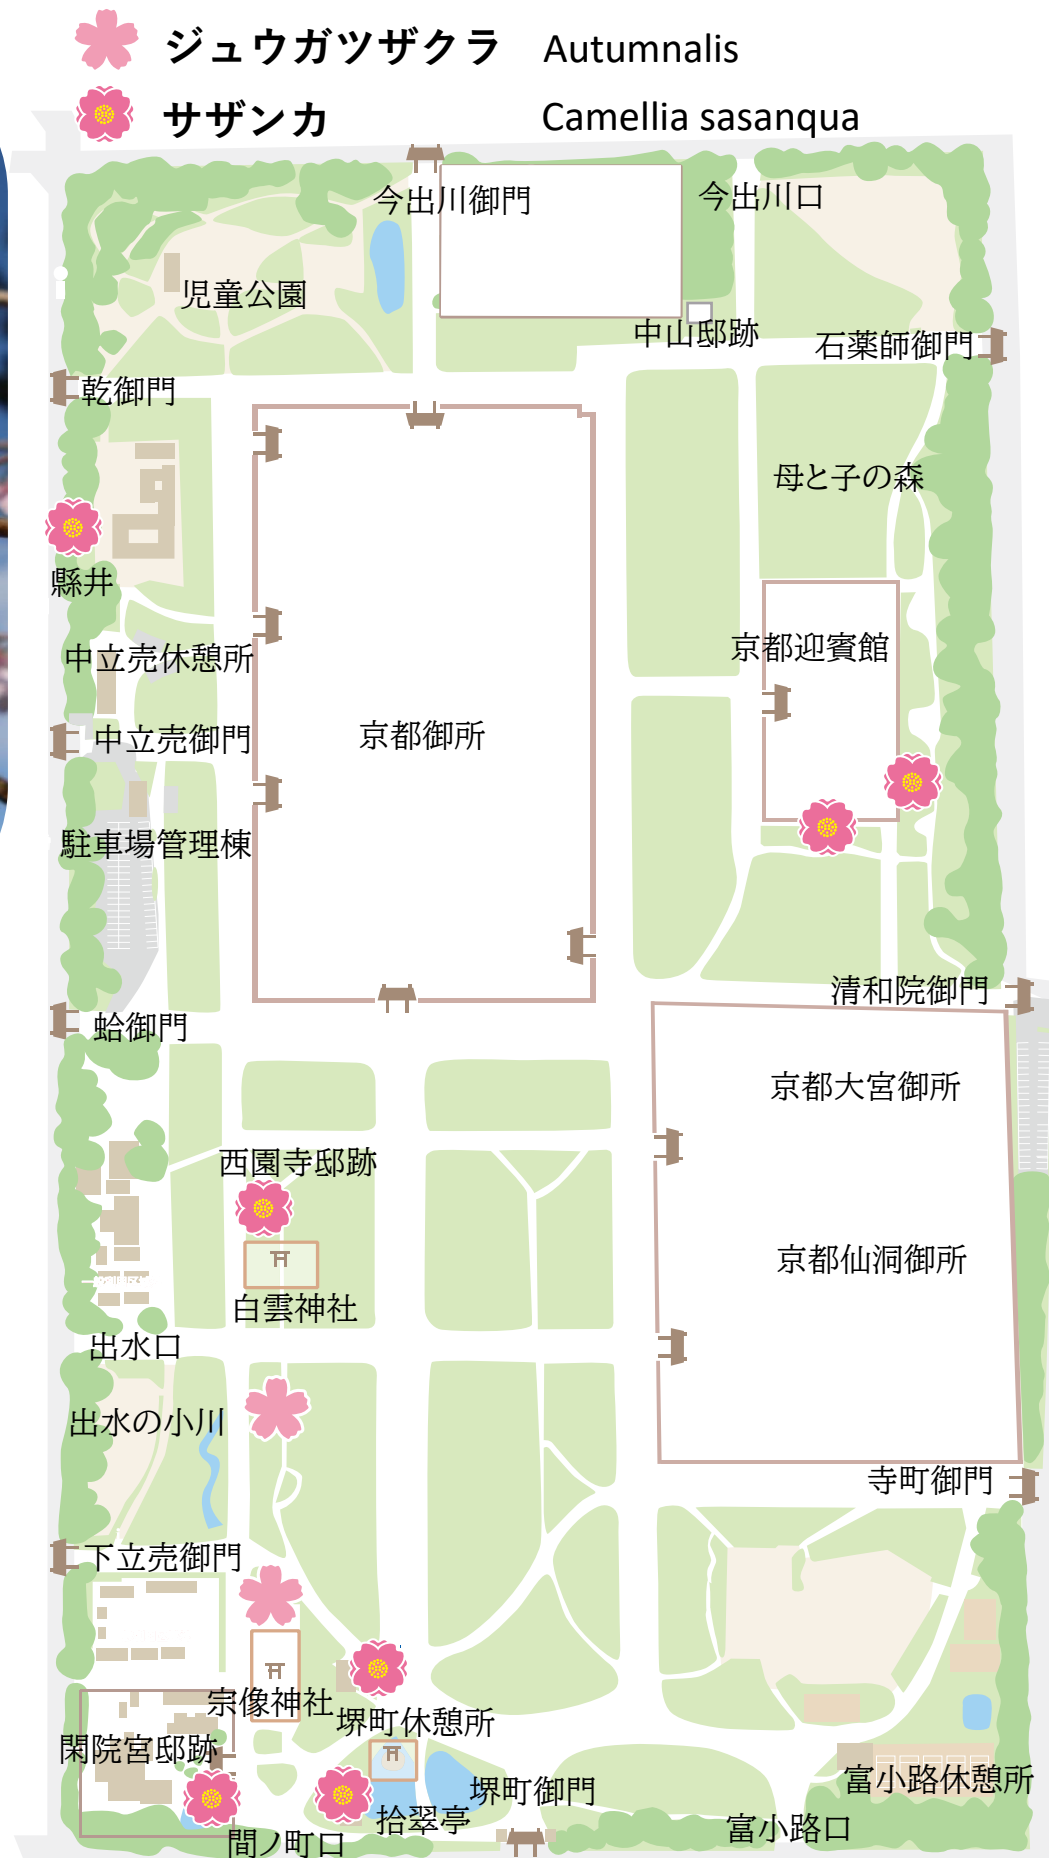 ジュウガツザクラ Autumnalis
サザンカ Camellia sasanqua
今出川御門
今出川口
児童公園
中山邸跡
石薬師御門
乾御門
母と子の森
縣井
京都迎賓館
中立売休憩所
中立売御門
京都御所
駐車場管理棟
清和院御門
蛤御門
京都大宮御所
西園寺邸跡
京都仙洞御所
白雲神社
出水口
出水の小川
寺町御門
下立売御門
宗像神社
堺町休憩所
閑院宮邸跡
富小路休憩所
堺町御門
拾翠亭
富小路口
間ノ町口